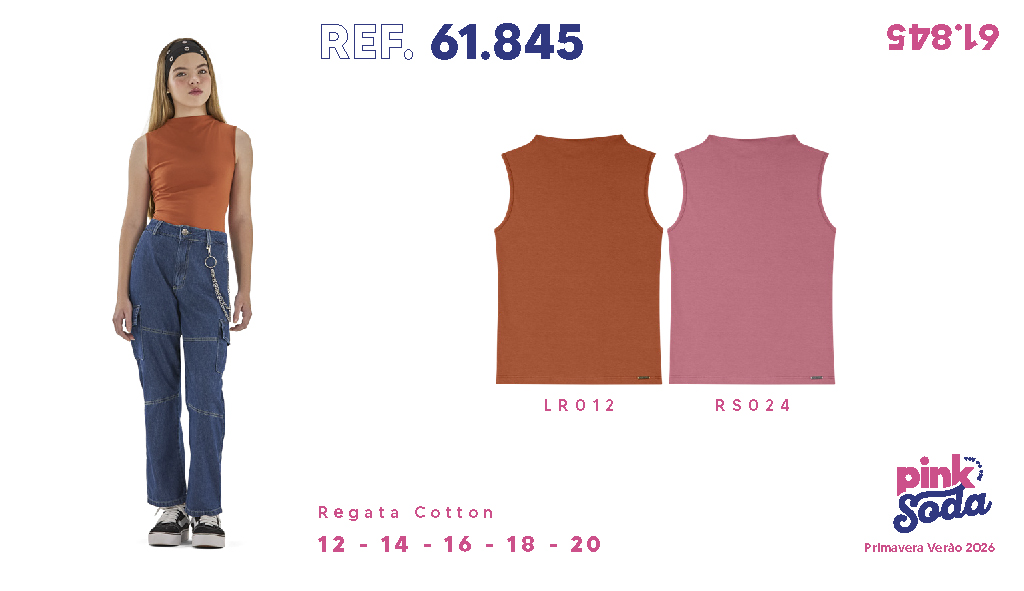 REF. 61.845
61.845
LR012
RS024
pink
Soda
Primavera Verão 2026
Regata Cotton
12 - 14 - 16 - 18 - 20